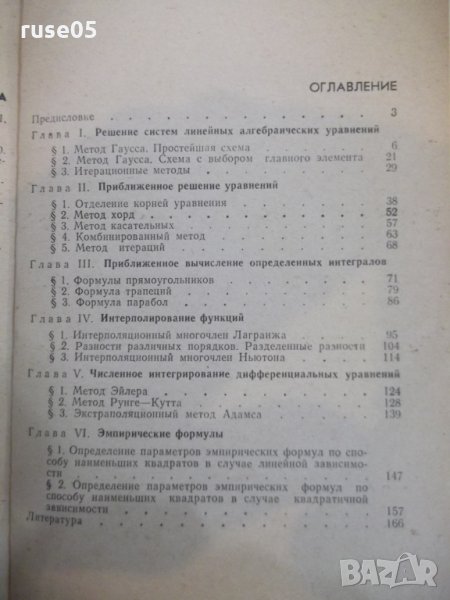 ruse05
ОГЛАВЛЕНИЕ
Предисловке 3
Глава I. Решение систем линейных алгебраических уравнений
§ 1. Метод Гаусса. Простейшая схема 6
§ 2. Метод Гаусса. Схема с выбором главного элемента 21
§ 3. Итерационные методы 29
Глава II. Приближенное решение уравнений
§ 1. Отделение корней уравнения 38
§ 2. Метод хорд 52
§ 3. Метод касательных 57
§ 4. Комбинированный метод 63
§ 5. Метод итераций 68
Глава III. Приближенное вычисление определенных интегралов
§ 1. Формулы прямоугольников 71
§ 2. Формула трапеций 79
§ 3. Формула парабол 86
Глава IV. Интерполирование функций
§ 1. Интерполяционный многочлен Лагранжа 95
§ 2. Разности различных порядков. Разделенные разности 104
§ 3. Интерполяционный многочлен Ньютона 114
Глава V. Численное интегрирование дифференциальных уравнений
§ 1. Метод Эйлера 124
§ 2. Метод Рунге—Кутта 128
§ 3. Экстраполяционный метод Адамса 139
Глава VI. Эмпирические формулы
§ 1. Определение параметров эмпирических формул по спо-
собу наименьших квадратов в случае линейной зависимо-
сти 147
§ 2. Определение параметров эмпирических формул по
способу наименьших квадратов в случае квадратичной
зависимости 157
Литература 166
BAZAR